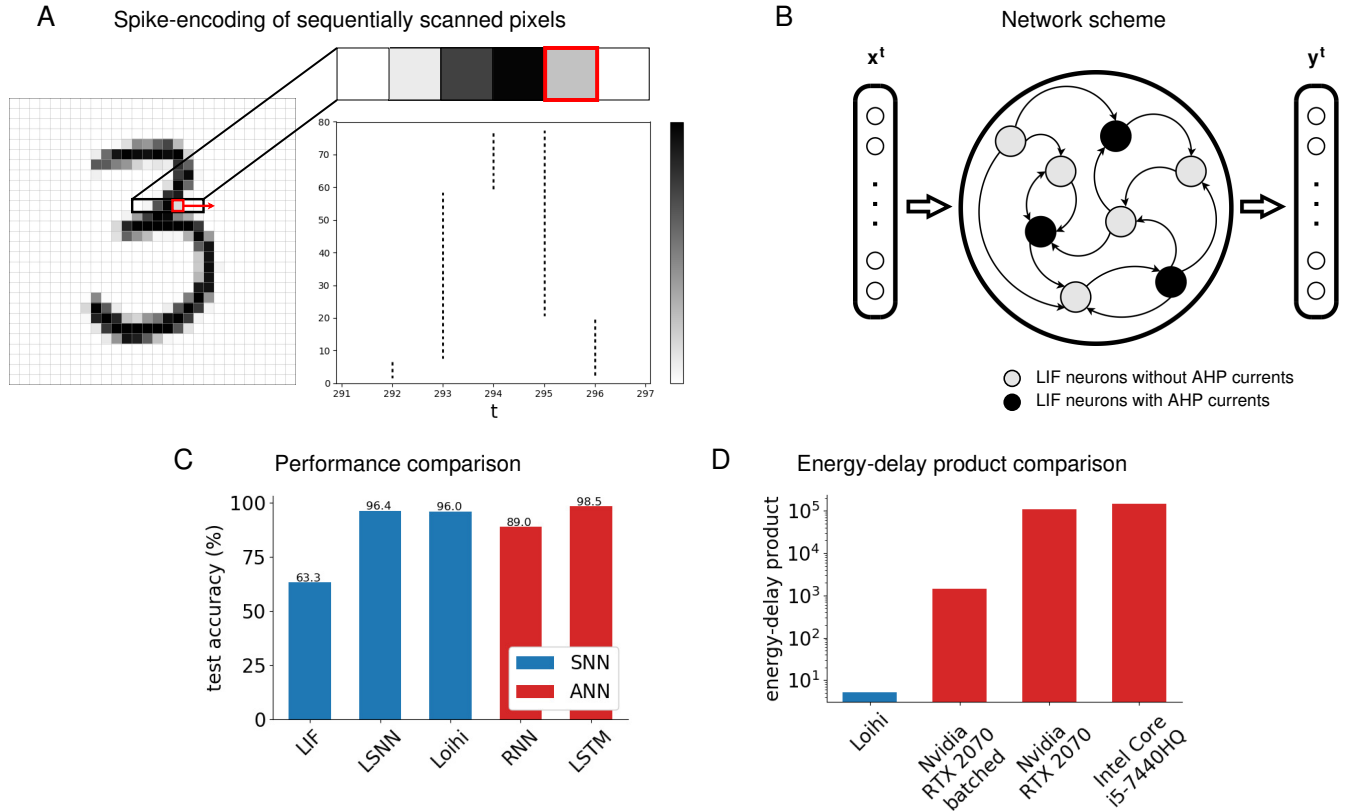 A
Spike-encoding of sequentially scanned pixels
80
70
60
50
40
30
20
10
0
291 292 293 294 295 296 297
t
B
Network scheme
x^t
y^t
LIF neurons without AHP currents
LIF neurons with AHP currents
C
Performance comparison
test accuracy (%)
100
75
50
25
0
63.3
96.4
96.0
89.0
98.5
SNN
ANN
LIF
LSNN
Loihi
RNN
LSTM
D
Energy-delay product comparison
energy-delay product
10^5
10^4
10^3
10^2
10^1
Loihi
Nvidia
RTX 2070
batched
Nvidia
RTX 2070
Intel Core
i5-7440HQ